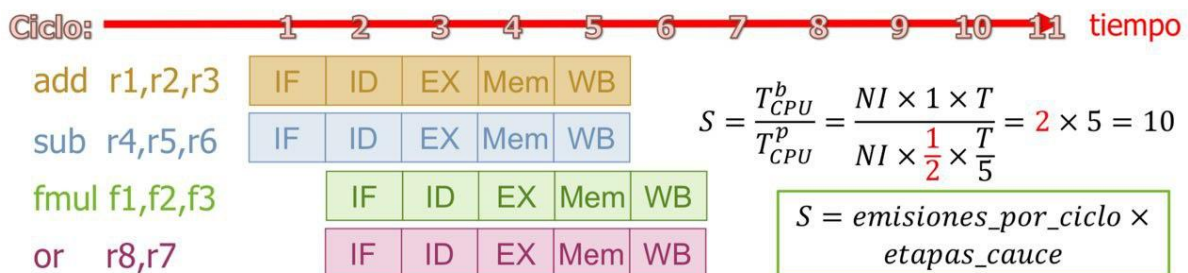 Ciclo: 1 2 3 4 5 6 7 8 9 10 11 tiempo
add r1,r2,r3 IF ID EX Mem WB
sub r4,r5,r6 IF ID EX Mem WB
fmul f1,f2,f3 IF ID EX Mem WB
or r8,r7 IF ID EX Mem WB
S = T^b_CPU / T^p_CPU = (NI × 1 × T) / (NI × 1/2 × T/5) = 2 × 5 = 10
S = emisiones_por_ciclo ×
etapas_cauce